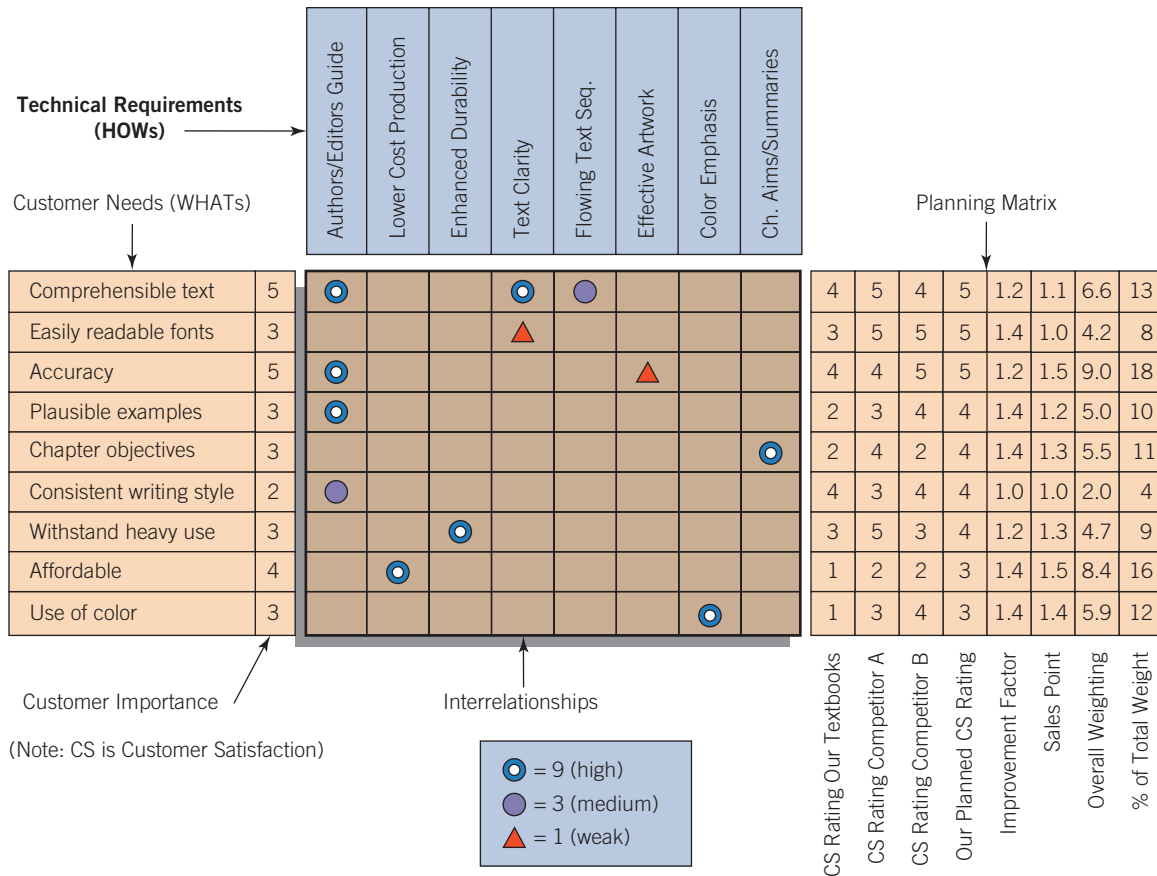 Technical Requirements
(HOWs)
Authors/Editors Guide
Lower Cost Production
Enhanced Durability
Text Clarity
Flowing Text Seq.
Effective Artwork
Color Emphasis
Ch. Aims/Summaries
Customer Needs (WHATs)
Planning Matrix
Comprehensible text 5 4 5 4 5 1.2 1.1 6.6 13
Easily readable fonts 3 3 5 5 5 1.4 1.0 4.2 8
Accuracy 5 4 4 5 5 1.2 1.5 9.0 18
Plausible examples 3 2 3 4 4 1.4 1.2 5.0 10
Chapter objectives 3 2 4 2 4 1.4 1.3 5.5 11
Consistent writing style 2 4 3 4 4 1.0 1.0 2.0 4
Withstand heavy use 3 3 5 3 4 1.2 1.3 4.7 9
Affordable 4 1 2 2 3 1.4 1.5 8.4 16
Use of color 3 1 3 4 3 1.4 1.4 5.9 12
Customer Importance
Interrelationships
(Note: CS is Customer Satisfaction)
= 9 (high)
= 3 (medium)
= 1 (weak)
CS Rating Our Textbooks
CS Rating Competitor A
CS Rating Competitor B
Our Planned CS Rating
Improvement Factor
Sales Point
Overall Weighting
% of Total Weight